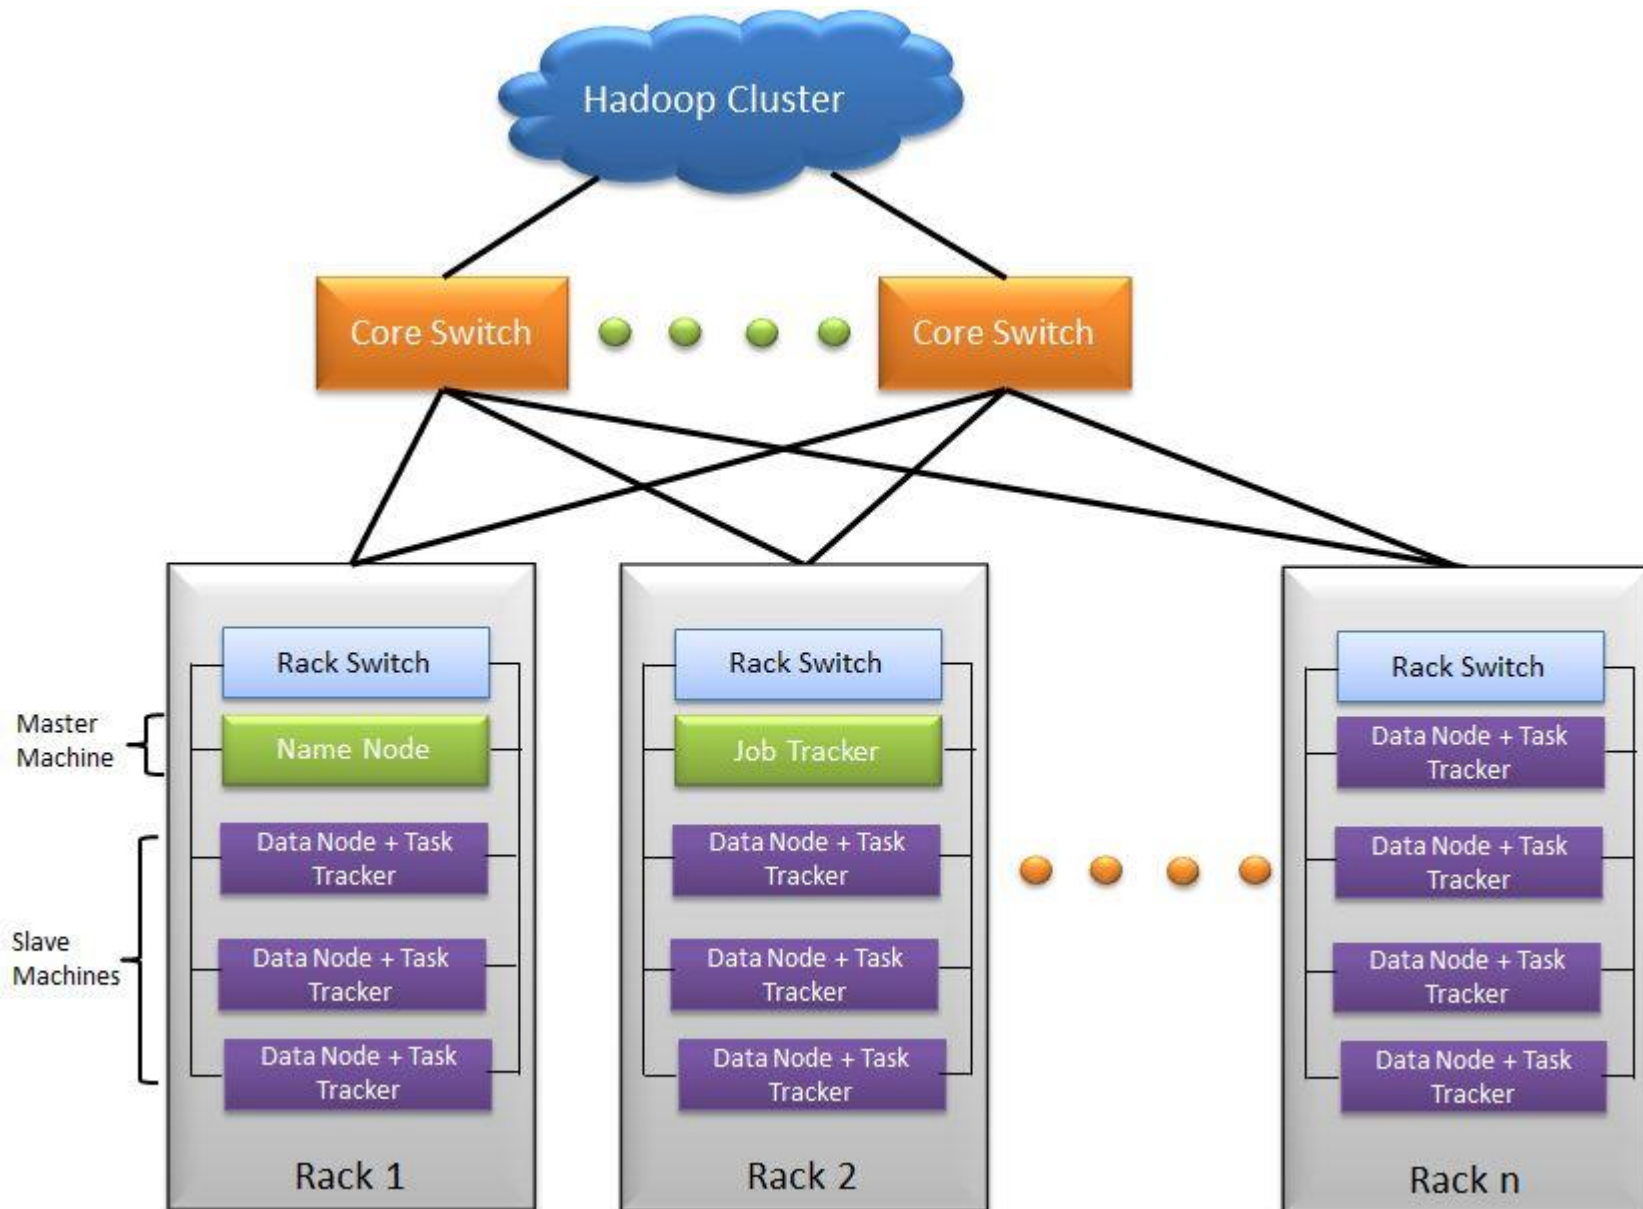 Hadoop Cluster
Core Switch
Core Switch
Master
Machine
Slave
Machines
Rack Switch
Name Node
Data Node + Task
Tracker
Data Node + Task
Tracker
Data Node + Task
Tracker
Rack 1
Rack Switch
Job Tracker
Data Node + Task
Tracker
Data Node + Task
Tracker
Data Node + Task
Tracker
Rack 2
Rack Switch
Data Node + Task
Tracker
Data Node + Task
Tracker
Data Node + Task
Tracker
Data Node + Task
Tracker
Rack n